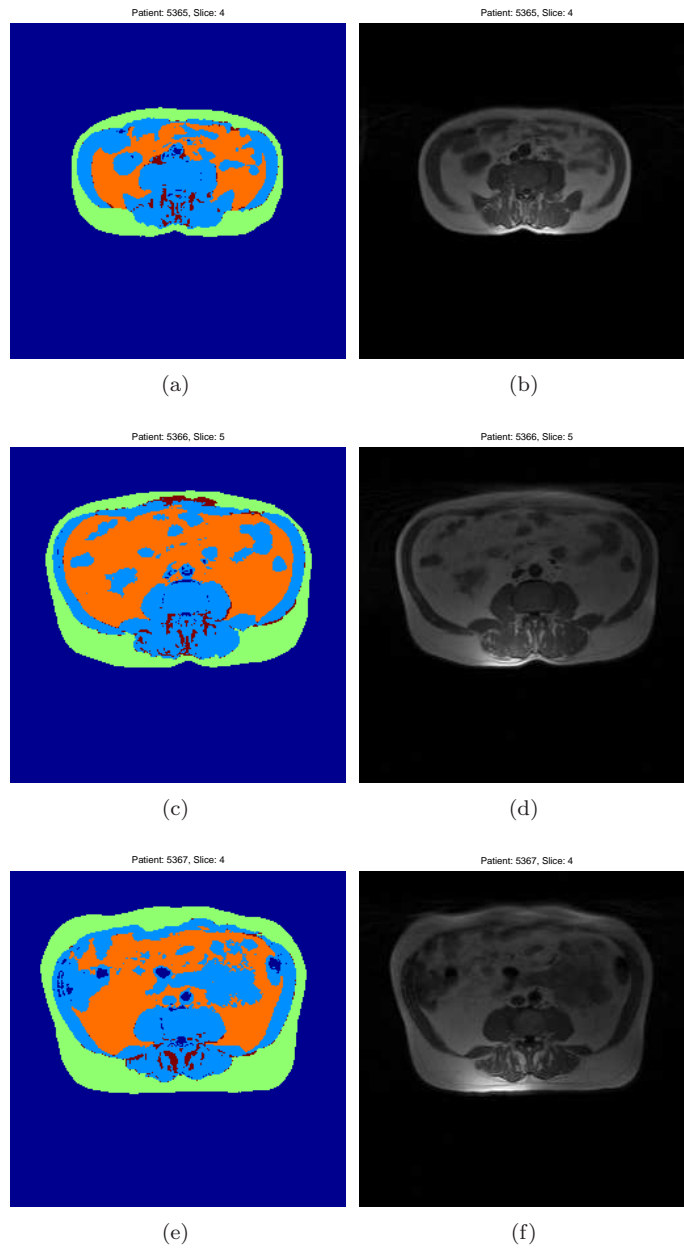 Patient: 5365, Slice: 4
Patient: 5365, Slice: 4
(a)
(b)
Patient: 5366, Slice: 5
Patient: 5366, Slice: 5
(c)
(d)
Patient: 5367, Slice: 4
Patient: 5367, Slice: 4
(e)
(f)